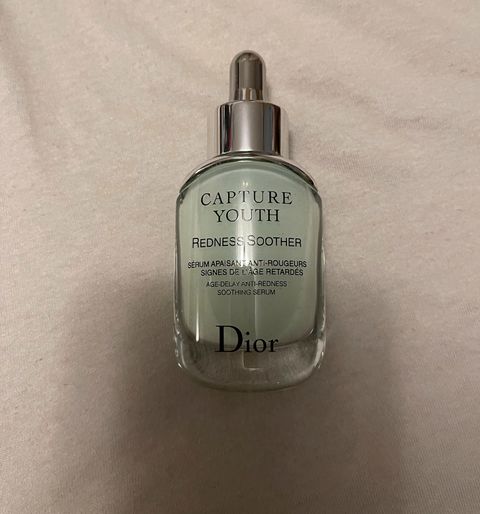 CAPTURE
YOUTH
REDNESS SOOTHER
SÉRUM APAISANT ANTI-ROUGEURS
SIGNES DE L'ÂGE RETARDÉS
AGE-DELAY ANTI-REDNESS
SOOTHING SERUM
Dior